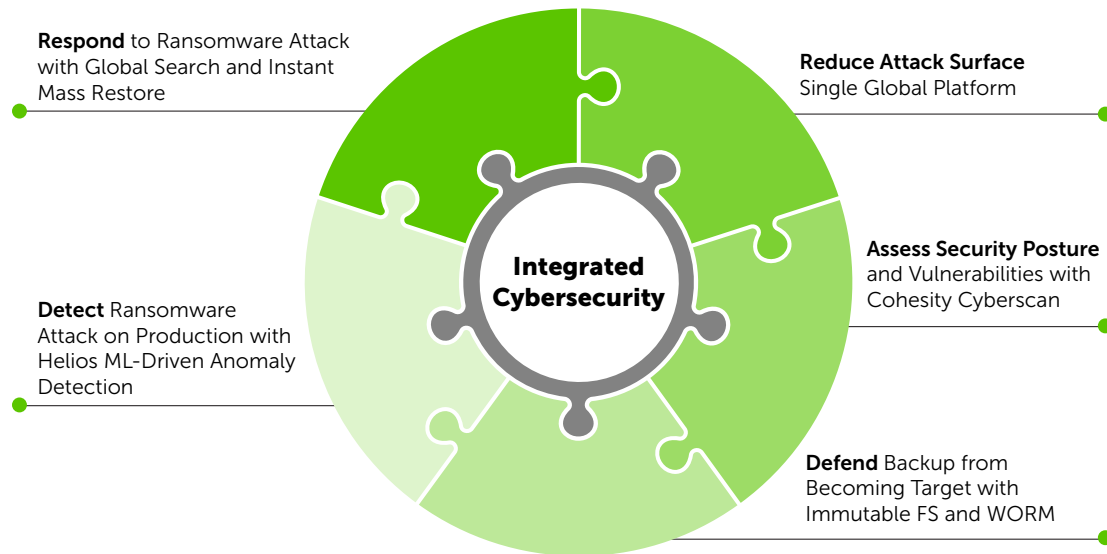 Respond to Ransomware Attack
with Global Search and Instant
Mass Restore
Reduce Attack Surface
Single Global Platform
Assess Security Posture
and Vulnerabilities with
Cohesity Cyberscan
Integrated
Cybersecurity
Detect Ransomware
Attack on Production with
Helios ML-Driven Anomaly
Detection
Defend Backup from
Becoming Target with
Immutable FS and WORM